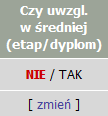 Czy uwzgl.
w średniej
(etap/dyplom)
NIE / TAK
[ zmień ]